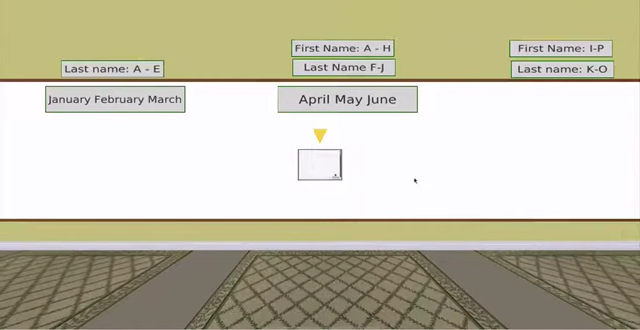 First Name: A - H
First Name: I-P
Last name: A - E
Last Name F-J
Last name: K-O
January February March
April May June